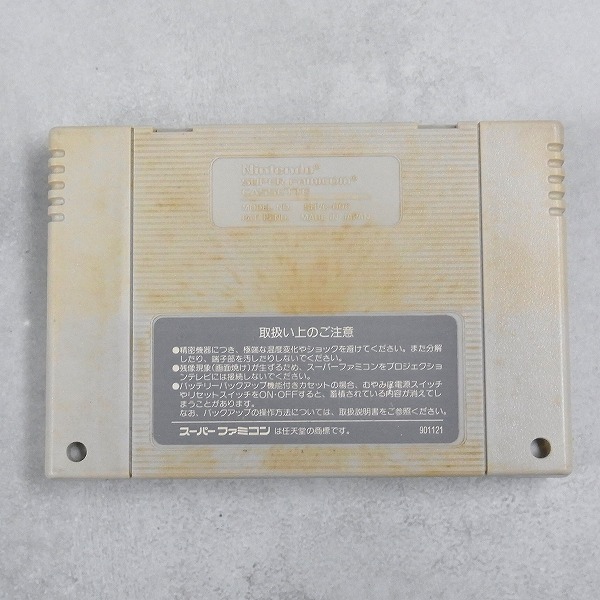 Nintendo®
SUPER FAMICOM
CASSETTE
MODEL NO.
PAT. PEND. MADE IN JAPAN
取扱い上のご注意
●精密機器につき、極端な温度変化やショックを避けてください。また分解
したり、端子部を汚したりしないでください。
●残像現象(画面焼け)が生ずるため、スーパーファミコンをプロジェクション
テレビには接続しないでください。
●バッテリーバックアップ機能付きカセットの場合、むやみに電源スイッチ
やリセットスイッチをON・OFFすると、蓄積されている内容が消えてし
まうことがあります。
なお、バックアップの操作方法については、取扱説明書をご参照ください。
スーパーファミコン は任天堂の商標です。 901121